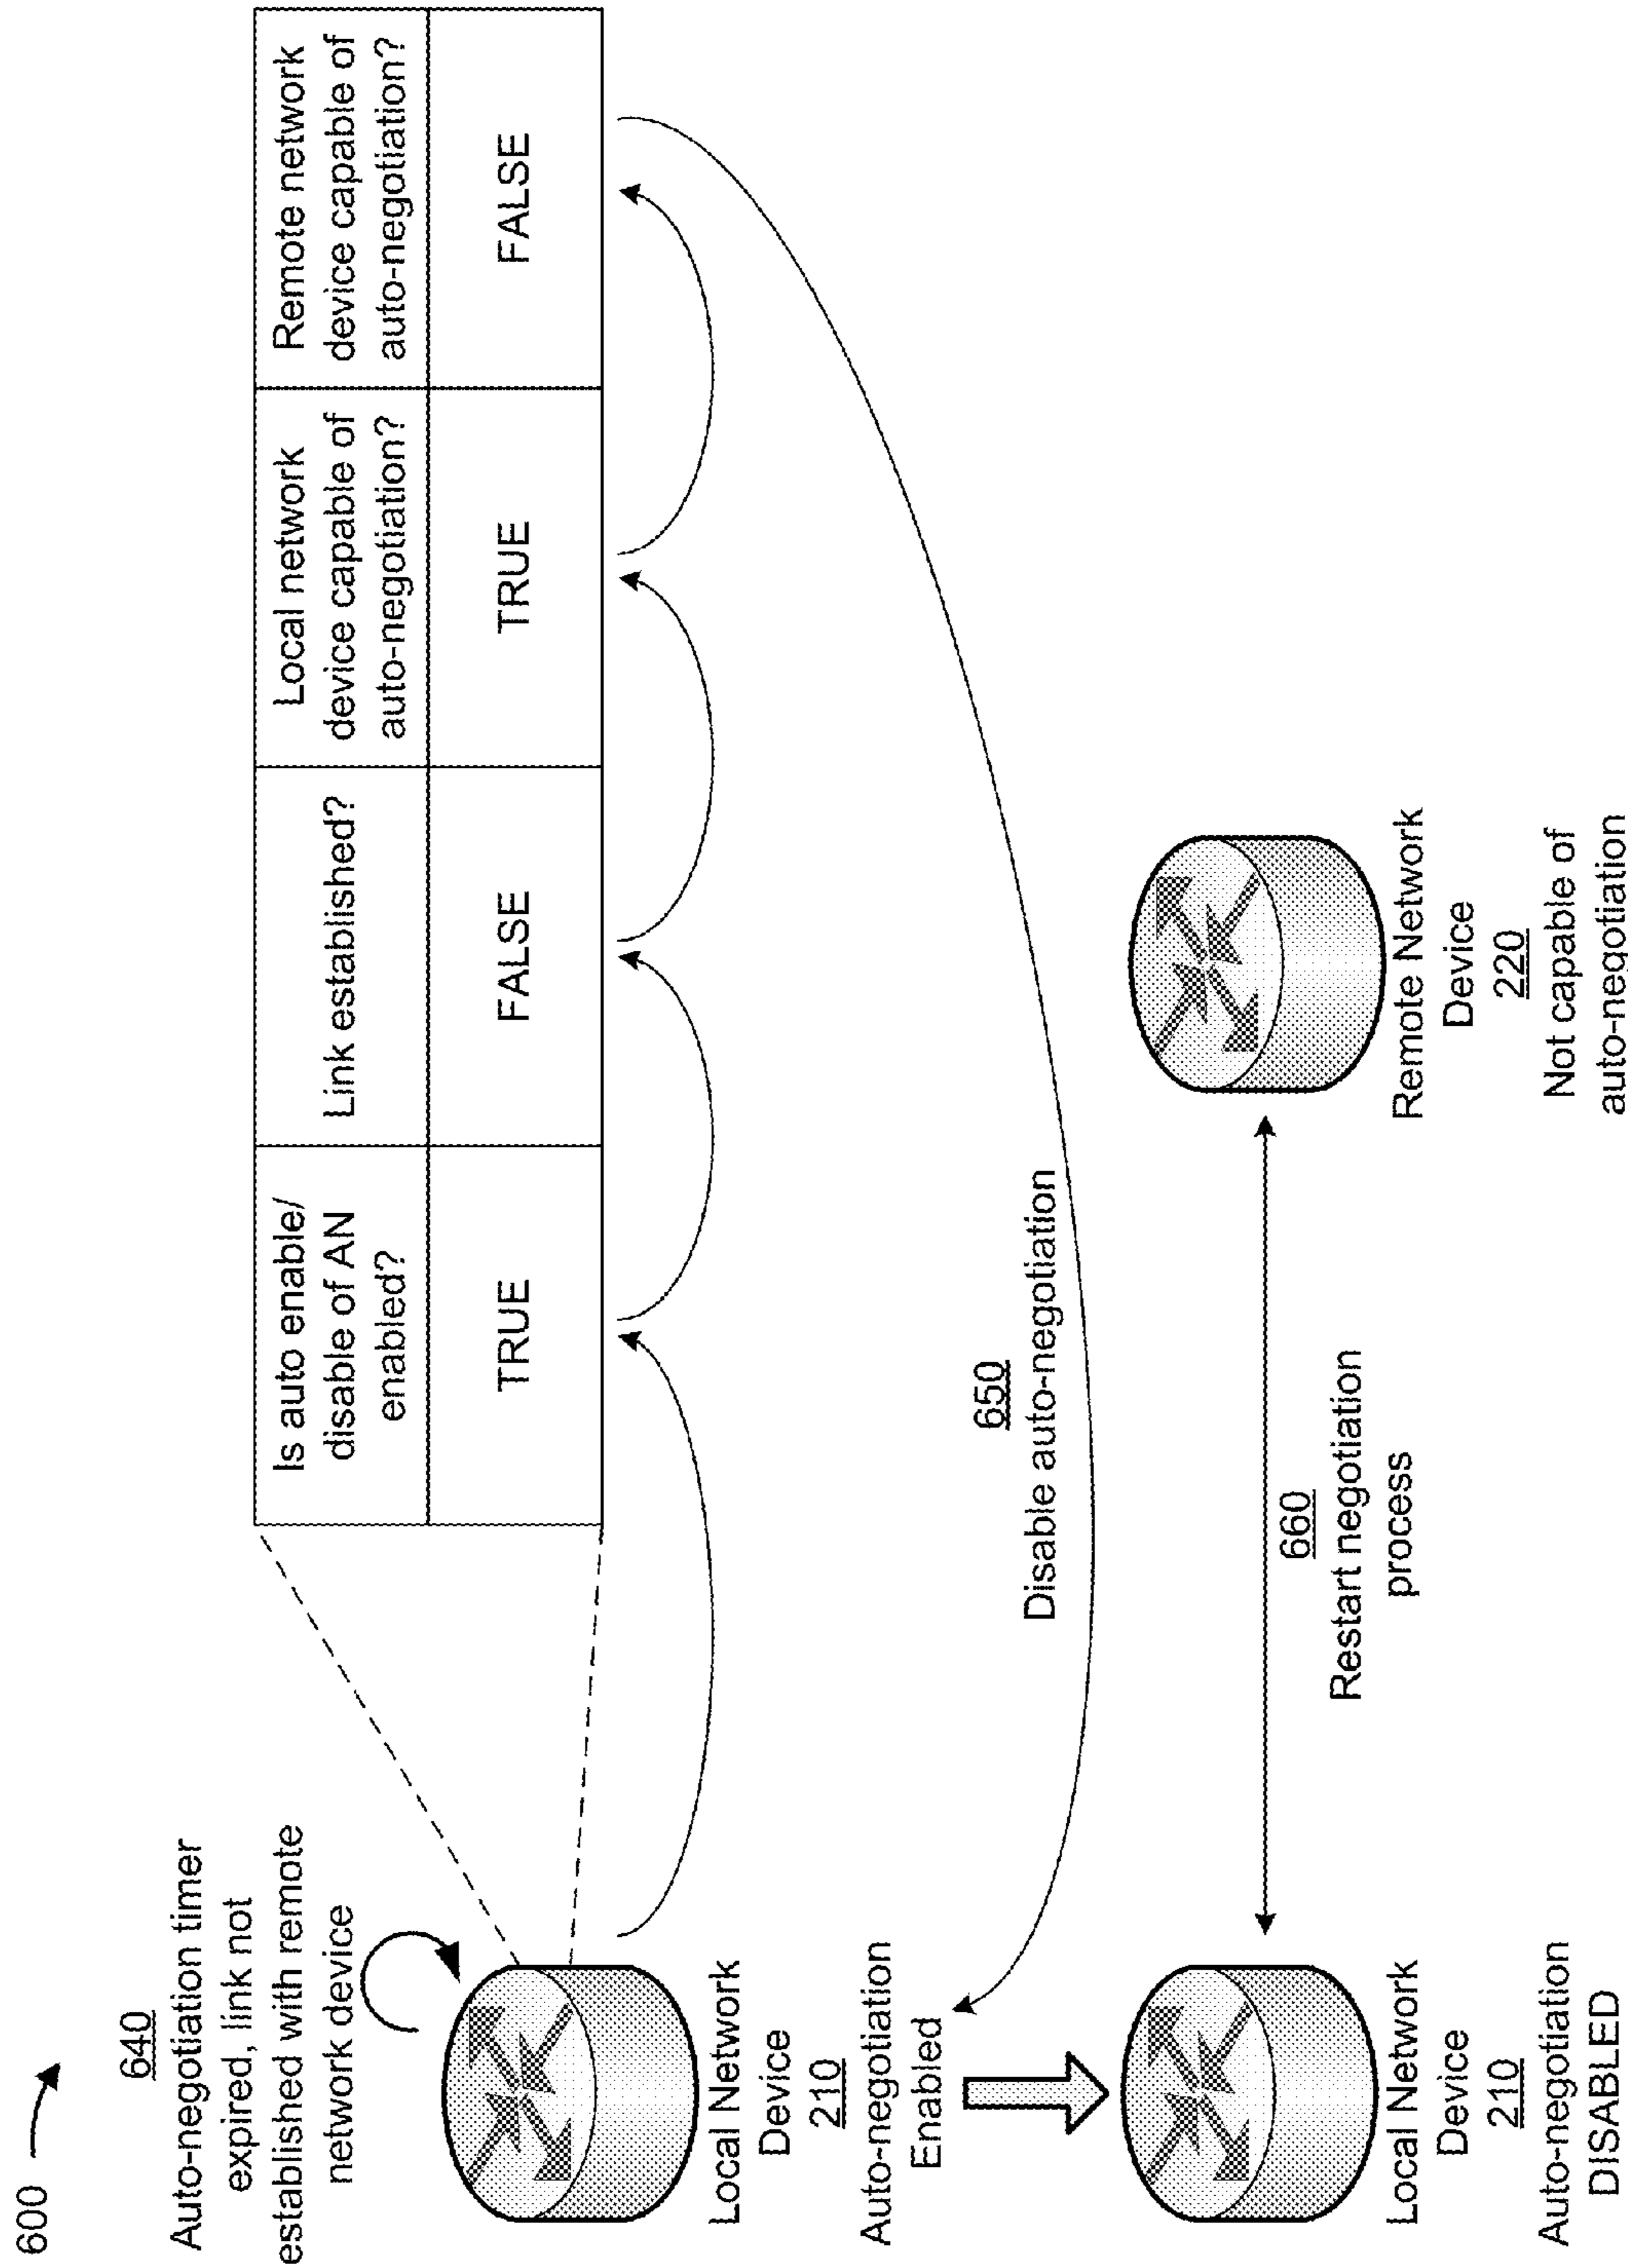 600
640
Auto-negotiation timer
expired, link not
established with remote
network device
Is auto enable/
disable of AN
enabled?
Link established?
Local network
device capable of
auto-negotiation?
Remote network
device capable of
auto-negotiation?
TRUE
FALSE
TRUE
FALSE
Local Network
Device
210
Auto-negotiation
Enabled
650
Disable auto-negotiation
660
Restart negotiation
process
Local Network
Device
210
Auto-negotiation
DISABLED
Remote Network
Device
220
Not capable of
auto-negotiation